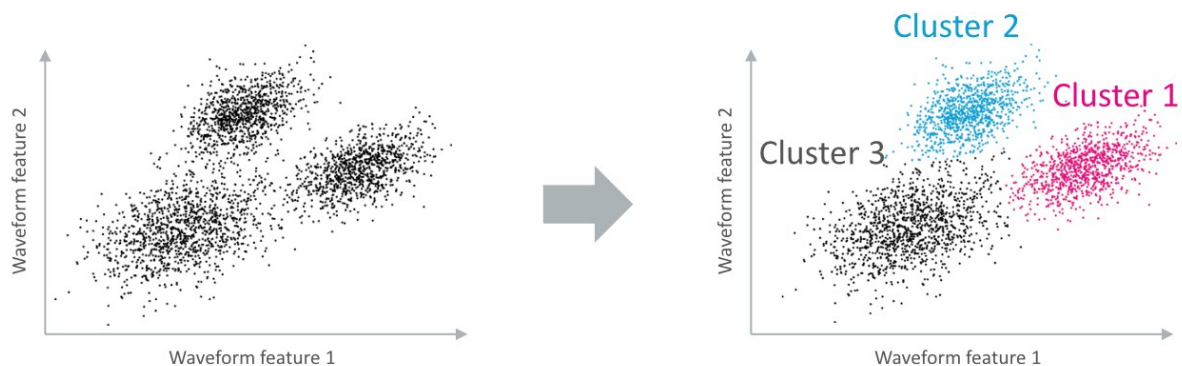 Waveform feature 2
Waveform feature 1
Cluster 2
Cluster 1
Cluster 3
Waveform feature 2
Waveform feature 1